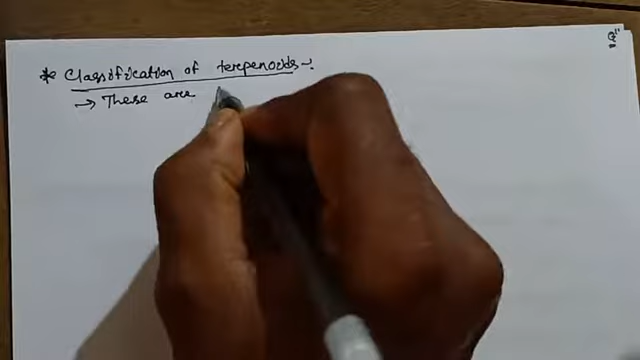 * Classification of terpenoids :-
→ These are